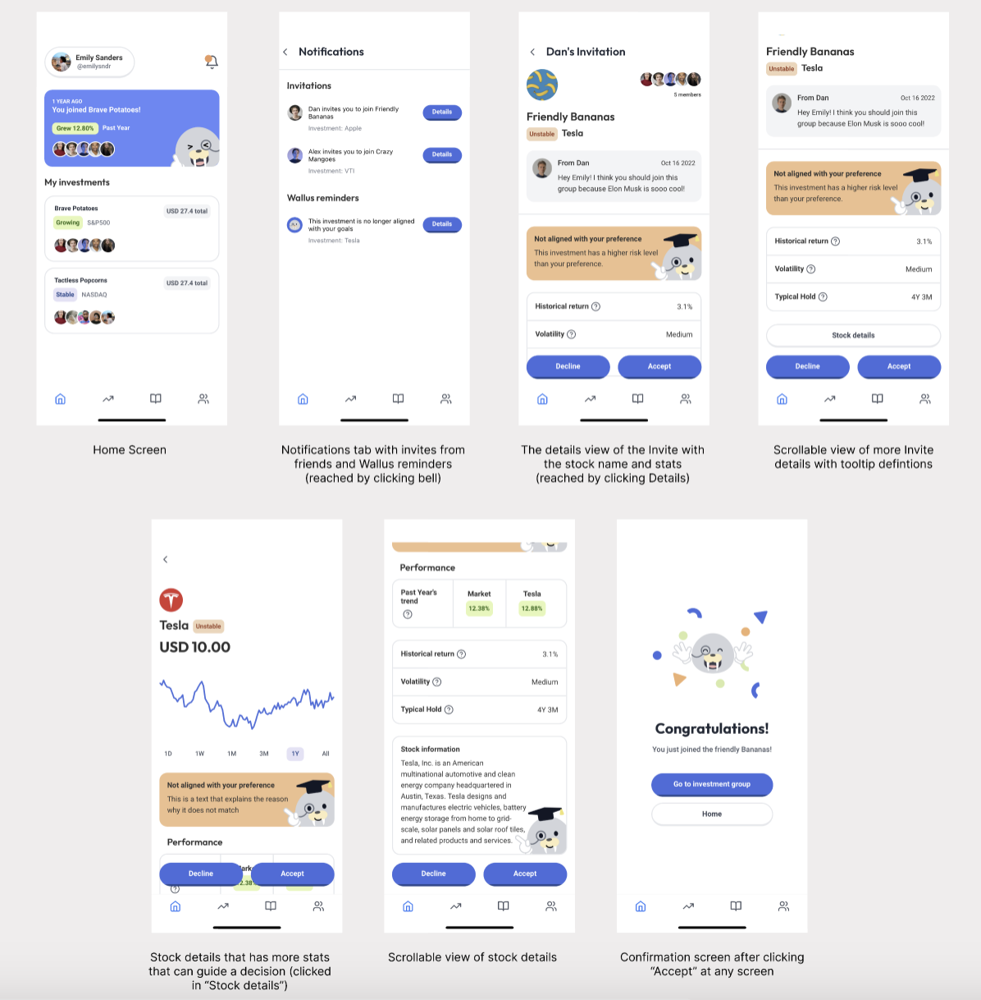 Emily Sanders
@emilysndr
1 YEAR AGO
You joined Brave Potatoes!
Grew 12.80% Past Year
My investments
Brave Potatoes
USD 27.4 total
Growing S&P500
Tactless Popcorns
USD 27.4 total
Stable NASDAQ
Home Screen
Notifications
Invitations
Dan invites you to join Friendly
Bananas
Details
Investment: Apple
Alex invites you to join Crazy
Mangoes
Details
Investment: VTI
Wallus reminders
This investment is no longer aligned
with your goals
Details
Investment: Tesla
Notifications tab with invites from
friends and Wallus reminders
(reached by clicking bell)
Dan's Invitation
5 members
Friendly Bananas
Unstable Tesla
From Dan Oct 16 2022
Hey Emily! I think you should join this
group because Elon Musk is sooo cool!
Not aligned with your preference
This investment has a higher risk level
than your preference.
Historical return ? 3.1%
Volatility ? Medium
Decline Accept
The details view of the Invite with
the stock name and stats
(reached by clicking Details)
Friendly Bananas
Unstable Tesla
From Dan Oct 16 2022
Hey Emily! I think you should join this
group because Elon Musk is sooo cool!
Not aligned with your preference
This investment has a higher risk level
than your preference.
Historical return ? 3.1%
Volatility ? Medium
Typical Hold ? 4Y 3M
Stock details
Decline Accept
Scrollable view of more Invite
details with tooltip defintions
Tesla Unstable
USD 10.00
1D 1W 1M 3M 1Y All
Not aligned with your preference
This is a text that explains the reason
why it does not match
Performance
Decline Accept
?
Stock details that has more stats
that can guide a decision (clicked
in “Stock details”)
Performance
Past Year's
trend
?
Market
12.38%
Tesla
12.88%
Historical return ? 3.1%
Volatility ? Medium
Typical Hold ? 4Y 3M
Stock information
Tesla, Inc. is an American
multinational automotive and clean
energy company headquartered in
Austin, Texas. Tesla designs and
manufactures electric vehicles, battery
energy storage from home to grid-
scale, solar panels and solar roof tiles,
and related products and services.
Decline Accept
Scrollable view of stock details
Congratulations!
You just joined the friendly Bananas!
Go to investment group
Home
Confirmation screen after clicking
“Accept” at any screen